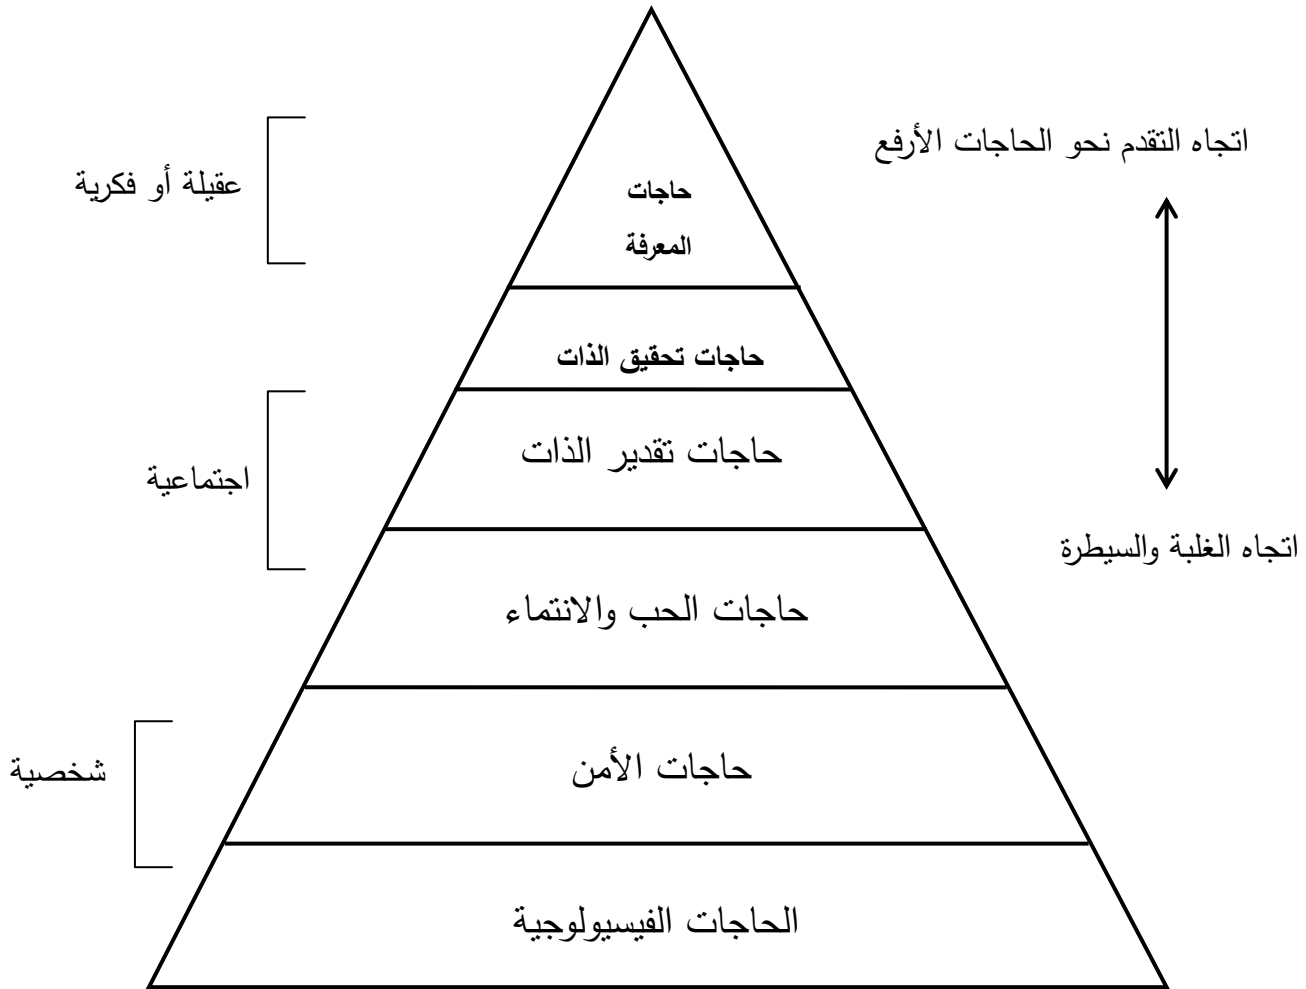 اتجاه التقدم نحو الحاجات الأرفع
عقيلة أو فكرية
حاجات
المعرفة
حاجات تحقيق الذات
حاجات تقدير الذات
اجتماعية
اتجاه الغلبة والسيطرة
حاجات الحب والانتماء
حاجات الأمن
شخصية
الحاجات الفيسيولوجية